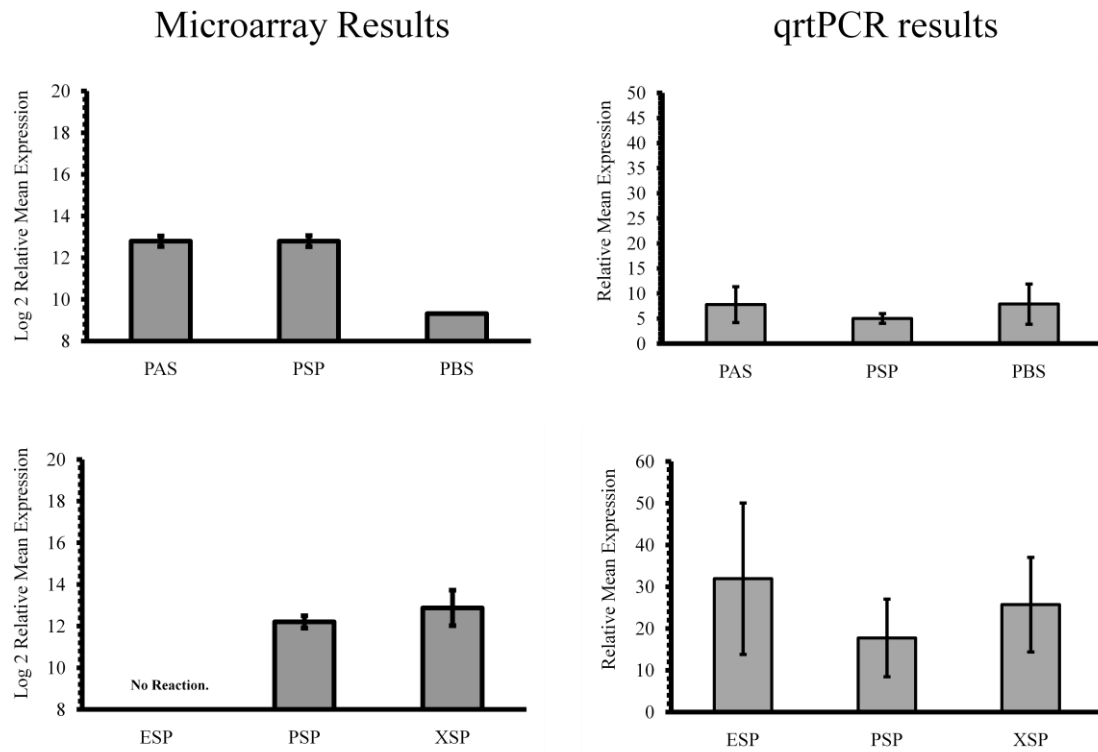 Microarray Results
qrtPCR results
Log 2 Relative Mean Expression
20
18
16
14
12
10
8
PAS
PSP
PBS
Relative Mean Expression
50
45
40
35
30
25
20
15
10
5
0
PAS
PSP
PBS
Log 2 Relative Mean Expression
20
18
16
14
12
10
8
No Reaction.
ESP
PSP
XSP
Relative Mean Expression
60
50
40
30
20
10
0
ESP
PSP
XSP